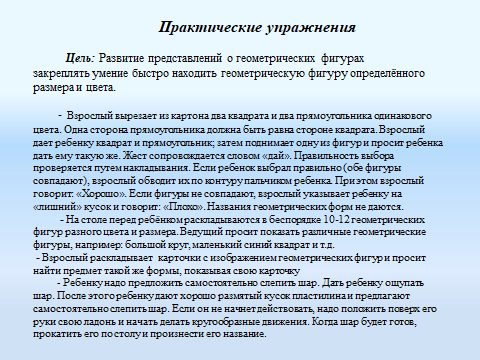 Практические упражнения
Цель: Развитие представлений о геометрических фигурах
закреплять умение быстро находить геометрическую фигуру определённого
размера и цвета.
- Взрослый вырезает из картона два квадрата и два прямоугольника одинакового
цвета. Одна сторона прямоугольника должна быть равна стороне квадрата. Взрослый
дает ребенку квадрат и прямоугольник; затем поднимает одну из фигур и просит ребенка
дать ему такую же. Жест сопровождается словом «дай». Правильность выбора
проверяется путем накладывания. Если ребенок выбрал правильно (обе фигуры
совпадают), взрослый обводит их по контуру пальчиком ребенка. При этом взрослый
говорит: «Хорошо». Если фигуры не совпадают, взрослый указывает ребенку на
«лишний» кусок и говорит: «Плохо». Названия геометрических форм не даются.
- На столе перед ребёнком раскладываются в беспорядке 10-12 геометрических
фигур разного цвета и размера. Ведущий просит показать различные геометрические
фигуры, например: большой круг, маленький синий квадрат и т.д.
- Взрослый раскладывает карточки с изображением геометрических фигур и просит
найти предмет такой же формы, показывая свою карточку
- Ребенку надо предложить самостоятельно слепить шар. Дать ребенку ощупать
шар. После этого ребенку дают хорошо размятый кусок пластилина и предлагают
самостоятельно слепить шар. Если он не начнет действовать, надо положить поверх его
руки свою ладонь и начать делать кругообразные движения. Когда шар будет готов,
прокатить его по столу и произнести его название.